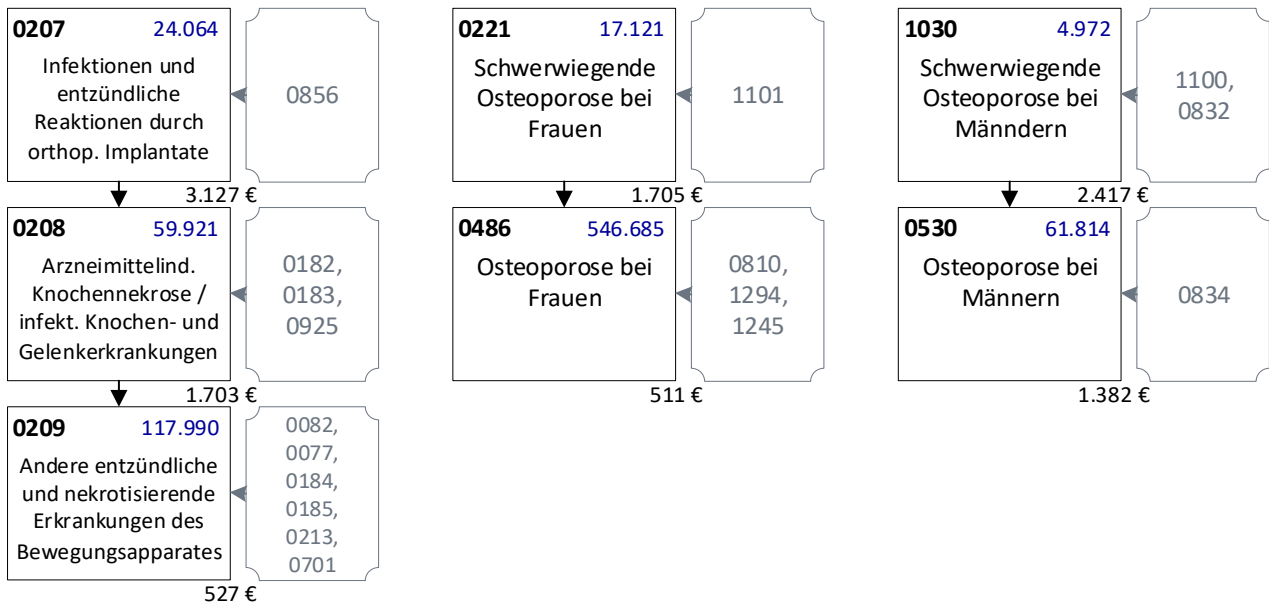 0207 24.064
Infektionen und
entzündliche
Reaktionen durch
orthop. Implantate
0856
3.127 €
0208 59.921
Arzneimittelind.
Knochennekrose /
infekt. Knochen- und
Gelenkerkrankungen
0182,
0183,
0925
1.703 €
0209 117.990
Andere entzündliche
und nekrotisierende
Erkrankungen des
Bewegungsapparates
0082,
0077,
0184,
0185,
0213,
0701
527 €
0221 17.121
Schwerwiegende
Osteoporose bei
Frauen
1101
1.705 €
0486 546.685
Osteoporose bei
Frauen
0810,
1294,
1245
511 €
1030 4.972
Schwerwiegende
Osteoporose bei
Männdern
1100,
0832
2.417 €
0530 61.814
Osteoporose bei
Männern
0834
1.382 €